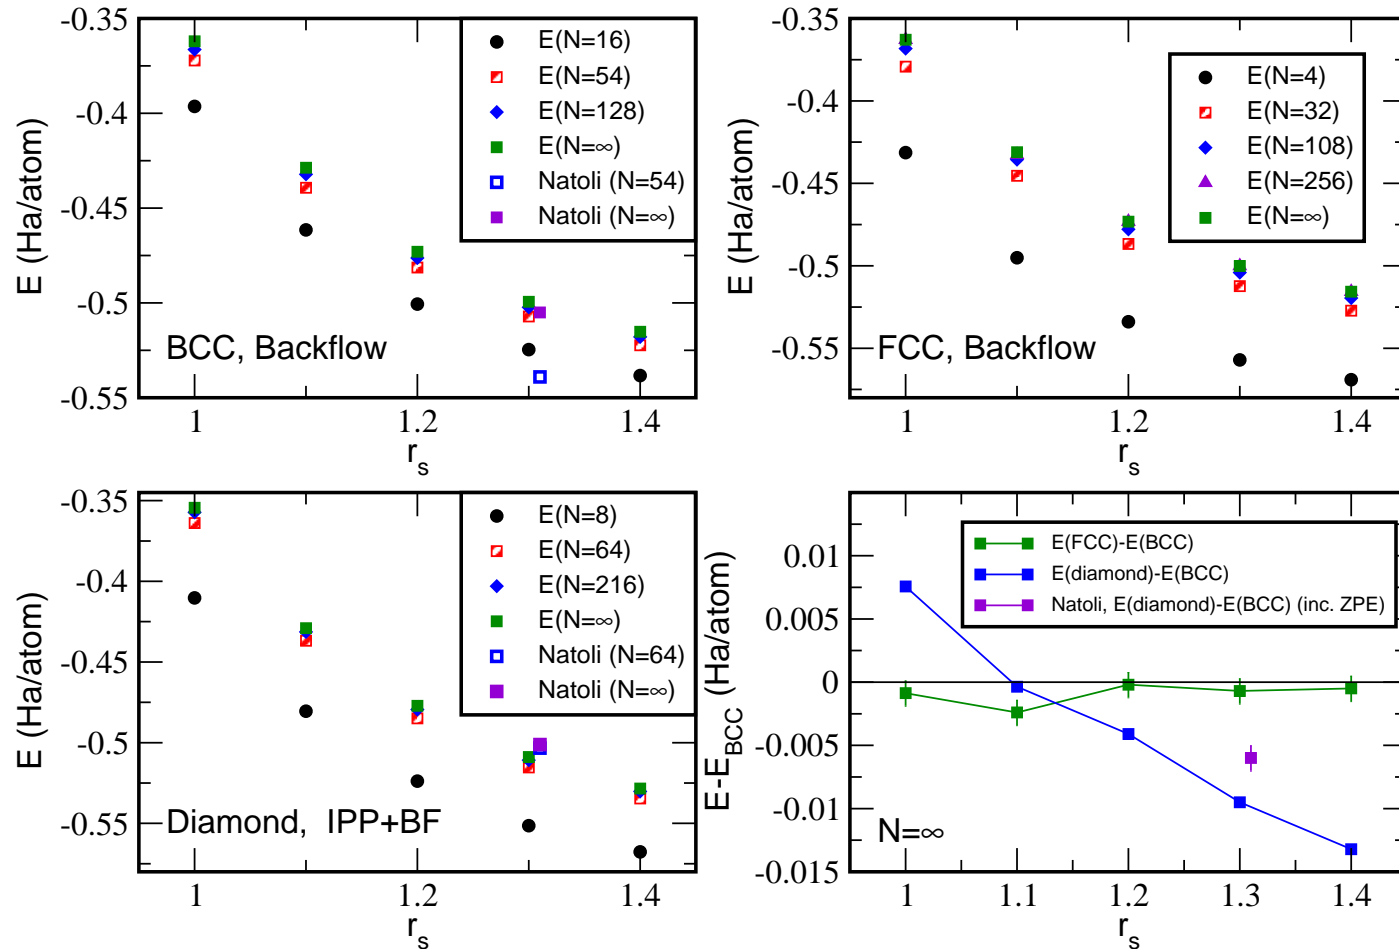 -0.35
-0.4
-0.45
-0.5
-0.55
E (Ha/atom)
E(N=16)
E(N=54)
E(N=128)
E(N=∞)
Natoli (N=54)
Natoli (N=∞)
BCC, Backflow
1
1.2
1.4
r_s
-0.35
-0.4
-0.45
-0.5
-0.55
E (Ha/atom)
E(N=4)
E(N=32)
E(N=108)
E(N=256)
E(N=∞)
FCC, Backflow
1
1.2
1.4
r_s
-0.35
-0.4
-0.45
-0.5
-0.55
E (Ha/atom)
E(N=8)
E(N=64)
E(N=216)
E(N=∞)
Natoli (N=64)
Natoli (N=∞)
Diamond, IPP+BF
1
1.2
1.4
r_s
0.01
0.005
0
-0.005
-0.01
-0.015
E-E_BCC (Ha/atom)
E(FCC)-E(BCC)
E(diamond)-E(BCC)
Natoli, E(diamond)-E(BCC) (inc. ZPE)
N=∞
1
1.1
1.2
1.3
1.4
r_s